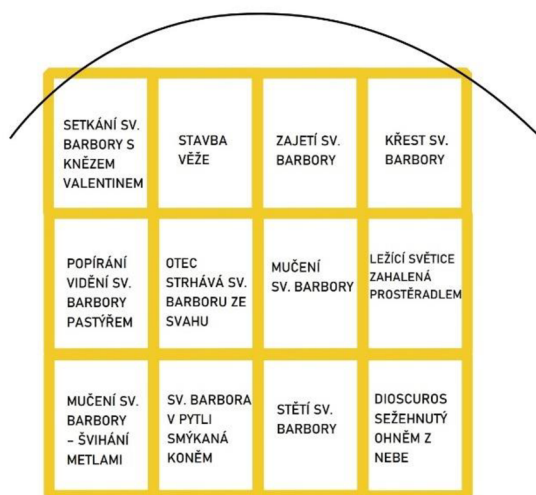 SETKÁNÍ SV.
BARBORY S
KNĚZEM
VALENTINEM
STAVBA
VĚŽE
ZAJETÍ SV.
BARBORY
KŘEST SV.
BARBORY
POPÍRÁNÍ
VIDĚNÍ SV.
BARBORY
PASTÝŘEM
OTEC
STRHÁVÁ SV.
BARBORU ZE
SVAHU
MUČENÍ
SV. BARBORY
LEŽÍCÍ SVĚTICE
ZAHALENÁ
PROSTĚRADLEM
MUČENÍ SV.
BARBORY
– ŠVIHÁNÍ
METLAMI
SV. BARBORA
V PYTLI
SMÝKANÁ
KONĚM
STĚTÍ SV.
BARBORY
DIOSCUROS
SEŽEHNUTÝ
OHNĚM Z
NEBE